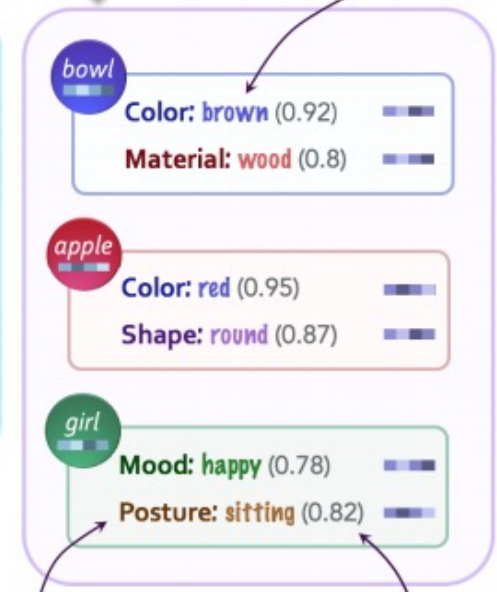 bowl
Color: brown (0.92)
Material: wood (0.8)
apple
Color: red (0.95)
Shape: round (0.87)
girl
Mood: happy (0.78)
Posture: sitting (0.82)